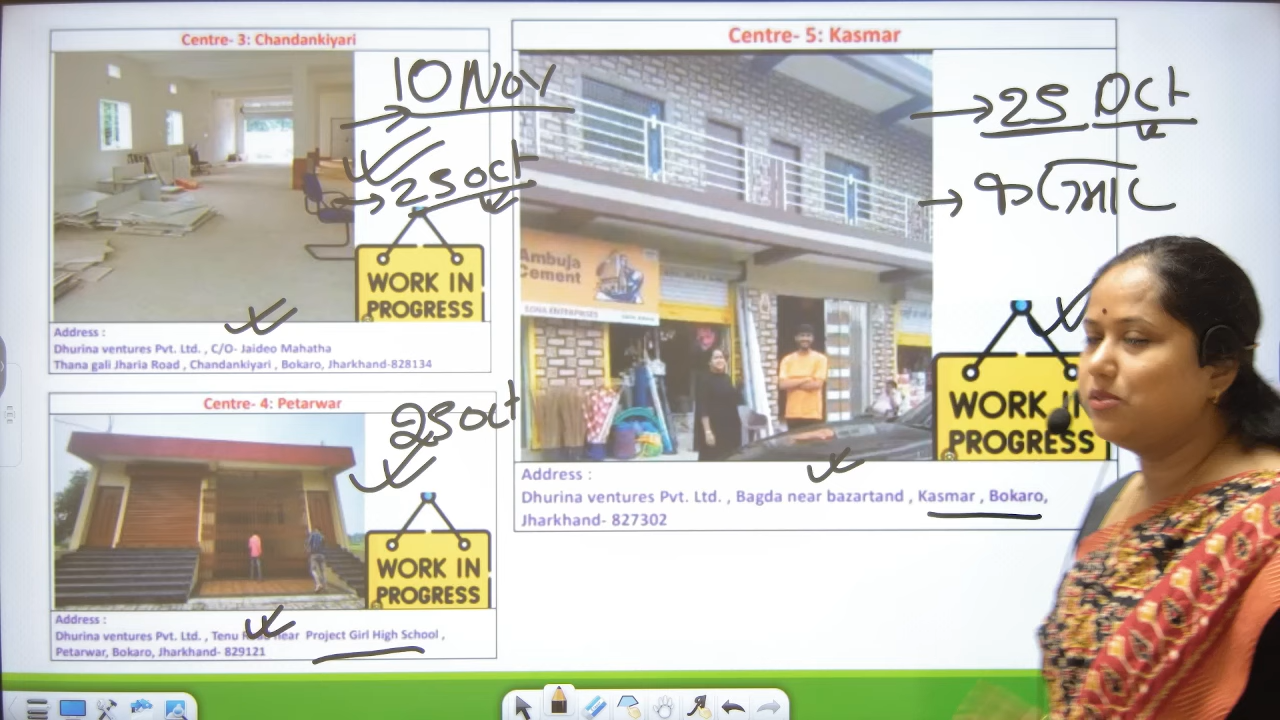 Centre- 3: Chandankiyari
10 Nov
25 Oct
WORK IN
PROGRESS
Address :
Dhurina ventures Pvt. Ltd. , C/O- Jaideo Mahatha
Thana gali Jharia Road , Chandankiyari , Bokaro, Jharkhand-828134
Centre- 4: Petarwar
25 Oct
WORK IN
PROGRESS
Address :
Dhurina ventures Pvt. Ltd. , Tenu near Project Girl High School ,
Petarwar, Bokaro, Jharkhand- 829121
Centre- 5: Kasmar
25 Oct
Ambuja
Cement
SONA ENTERPRISES
WORK IN
PROGRESS
Address :
Dhurina ventures Pvt. Ltd. , Bagda near bazartand , Kasmar , Bokaro,
Jharkhand- 827302